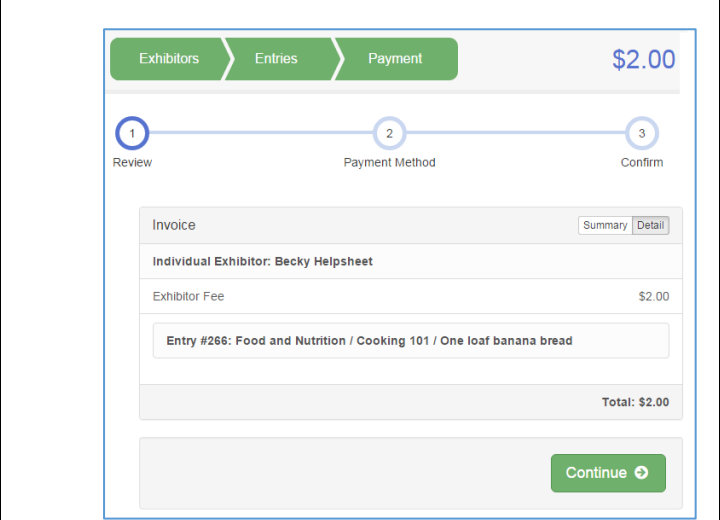 Exhibitors Entries Payment $2.00
1 2 3
Review Payment Method Confirm
Invoice Summary Detail
Individual Exhibitor: Becky Helpsheet
Exhibitor Fee $2.00
Entry #266: Food and Nutrition / Cooking 101 / One loaf banana bread
Total: $2.00
Continue